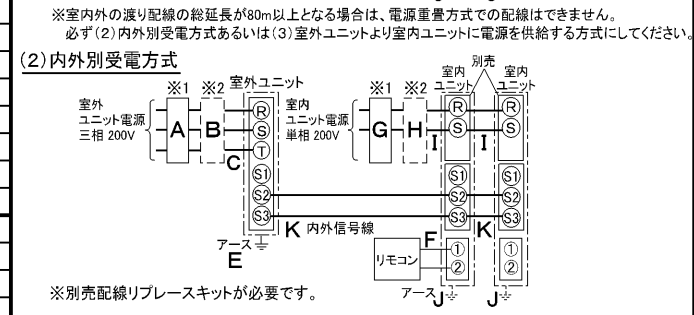 ※室内外の渡り配線の総延長が80m以上となる場合は、電源重畳方式での配線はできません。
必ず(2)内外別受電方式あるいは(3)室外ユニットより室内ユニットに電源を供給する方式にしてください。
(2)内外別受電方式
別売
※1 ※2 室外ユニット ※1 ※2 室内ユニット 室内ユニット
室外
ユニット電源
三相 200V
A B C
R
S
T
S1
S2
S3
室内
ユニット電源
単相 200V
G H I I
R
S
S1
S2
S3
R
S
S1
S2
S3
K 内外信号線 K
アース
E
リモコン
F
①
②
①
②
アース J J
※別売配線リプレースキットが必要です。